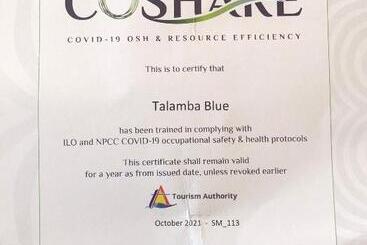 COSHARE
COVID-19 OSH & RESOURCE EFFICIENCY
This is to certify that
Talamba Blue
has been trained in complying with
ILO and NPCC COVID-19 occupational safety & health protocols
This certificate shall remain valid
for a year as from issued date, unless revoked earlier
Tourism Authority
October 2021 - SM_113